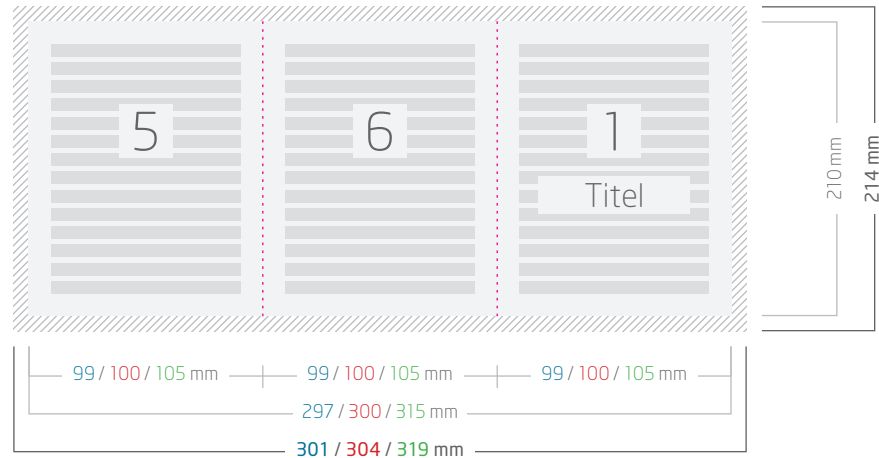 5
6
1
Titel
210 mm
214 mm
99 / 100 / 105 mm
99 / 100 / 105 mm
99 / 100 / 105 mm
297 / 300 / 315 mm
301 / 304 / 319 mm